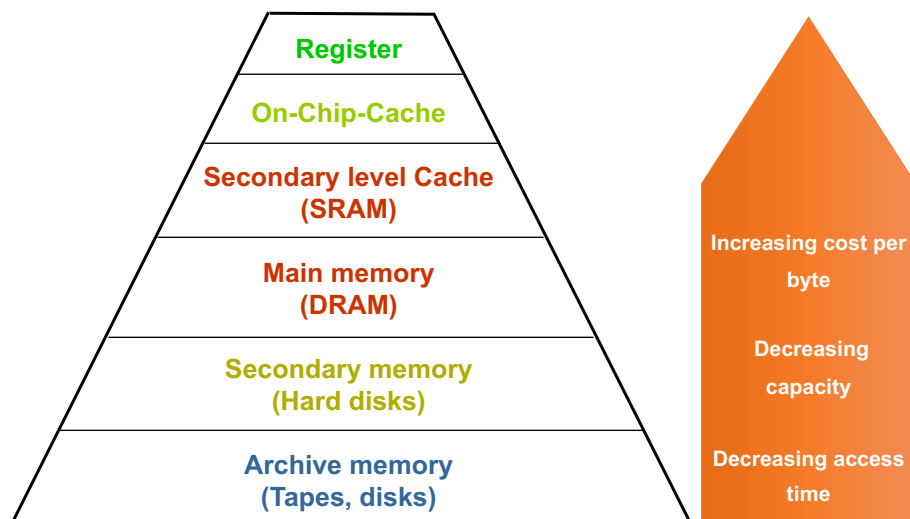 Register
On-Chip-Cache
Secondary level Cache
(SRAM)
Main memory
(DRAM)
Secondary memory
(Hard disks)
Archive memory
(Tapes, disks)
Increasing cost per
byte
Decreasing
capacity
Decreasing access
time